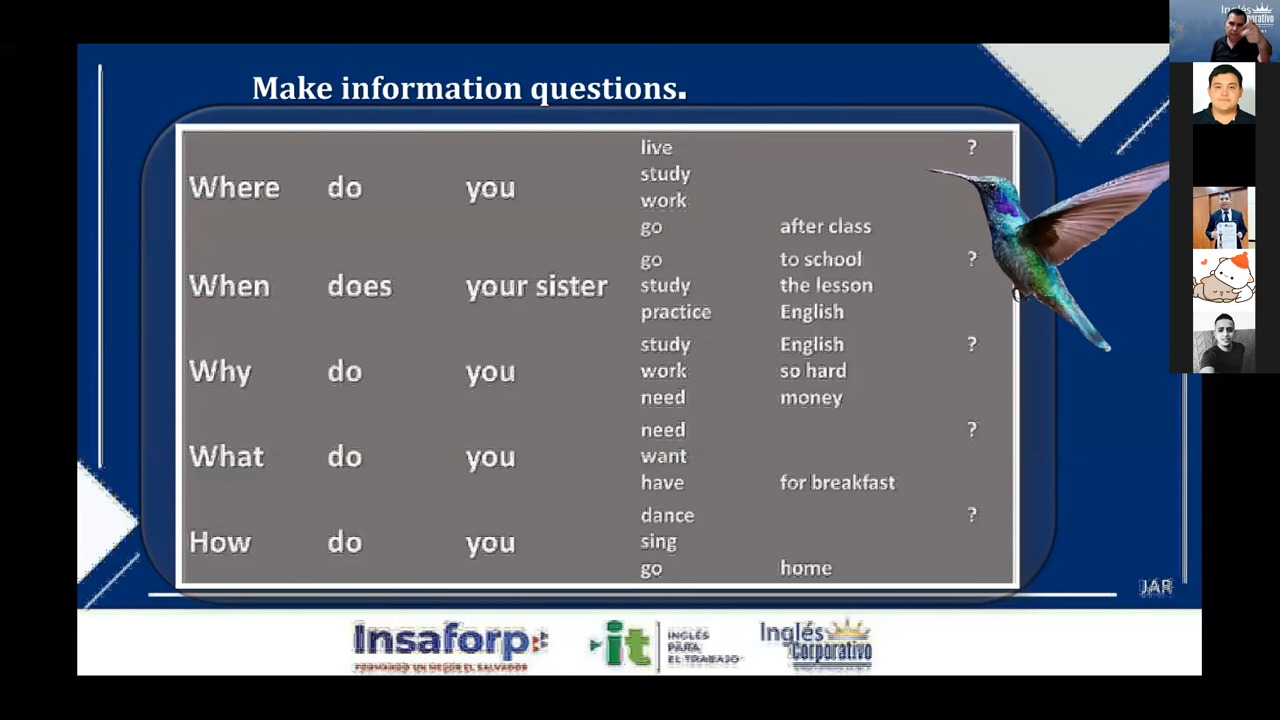 Make information questions.
live ?
study
Where do you
work
go after class
go to school ?
When does your sister study the lesson
practice English
study English ?
Why do you work so hard
need money
need ?
What do you want
have for breakfast
dance ?
How do you sing
go home
JAR
Insaforp
FORMANDO UN MEJOR EL SALVADOR
it
INGLÉS
PARA
EL TRABAJO
Inglés
Corporativo
Inglés
Corporativo